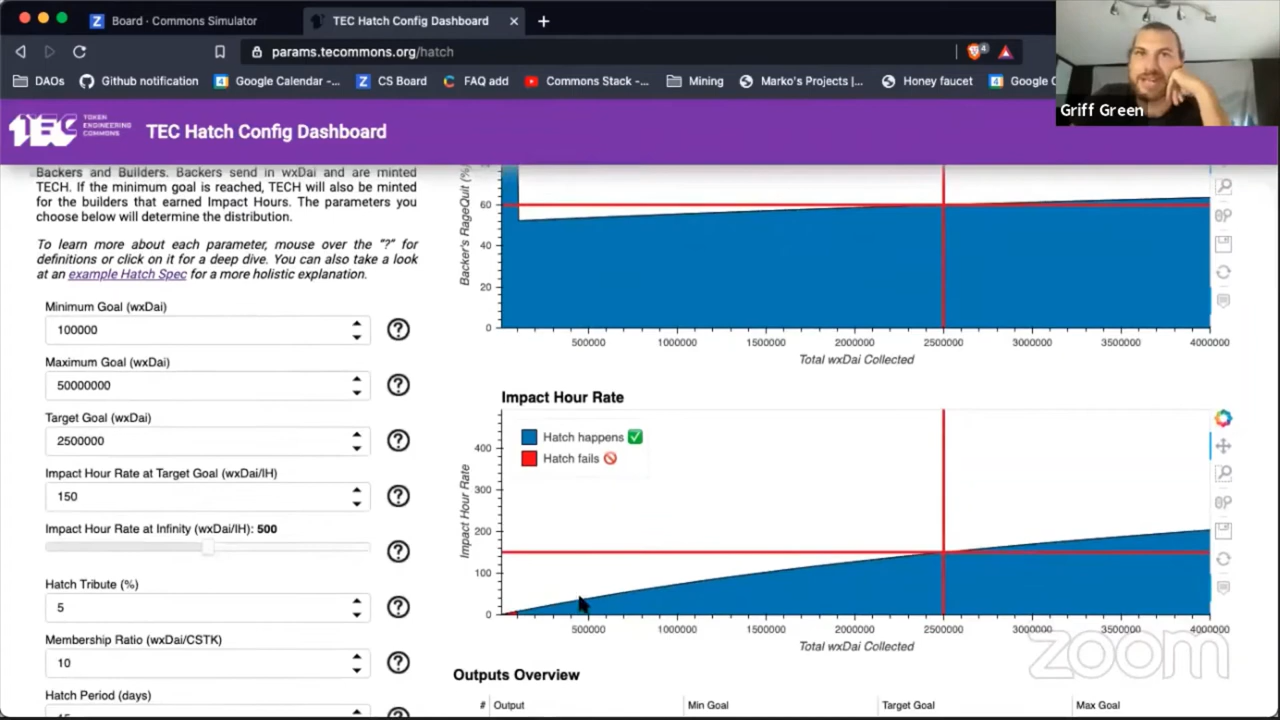 Board · Commons Simulator
TEC Hatch Config Dashboard
params.tecommons.org/hatch
4
DAOs
Github notification
Google Calendar -...
CS Board
FAQ add
Commons Stack -...
Mining
Marko's Projects |...
Honey faucet
Google C
Griff Green
TEC
TOKEN
ENGINEERING
COMMONS
TEC Hatch Config Dashboard
Backers and Builders. Backers send in wxDai and are minted
TECH. If the minimum goal is reached, TECH will also be minted
for the builders that earned Impact Hours. The parameters you
choose below will determine the distribution.
To learn more about each parameter, mouse over the "?" for
definitions or click on it for a deep dive. You can also take a look
at an example Hatch Spec for a more holistic explanation.
Minimum Goal (wxDai)
100000
Maximum Goal (wxDai)
50000000
Target Goal (wxDai)
2500000
Impact Hour Rate at Target Goal (wxDai/IH)
150
Impact Hour Rate at Infinity (wxDai/IH): 500
Hatch Tribute (%)
5
Membership Ratio (wxDai/CSTK)
10
Hatch Period (days)
15
Backer's RageQuit (%)
60
40
20
0
500000 1000000 1500000 2000000 2500000 3000000 3500000 4000000
Total wxDai Collected
Impact Hour Rate
Hatch happens ✅
Hatch fails 🚫
Impact Hour Rate
400
300
200
100
0
500000 1000000 1500000 2000000 2500000 3000000 3500000 4000000
Total wxDai Collected
zoom
Outputs Overview
# Output Min Goal Target Goal Max Goal